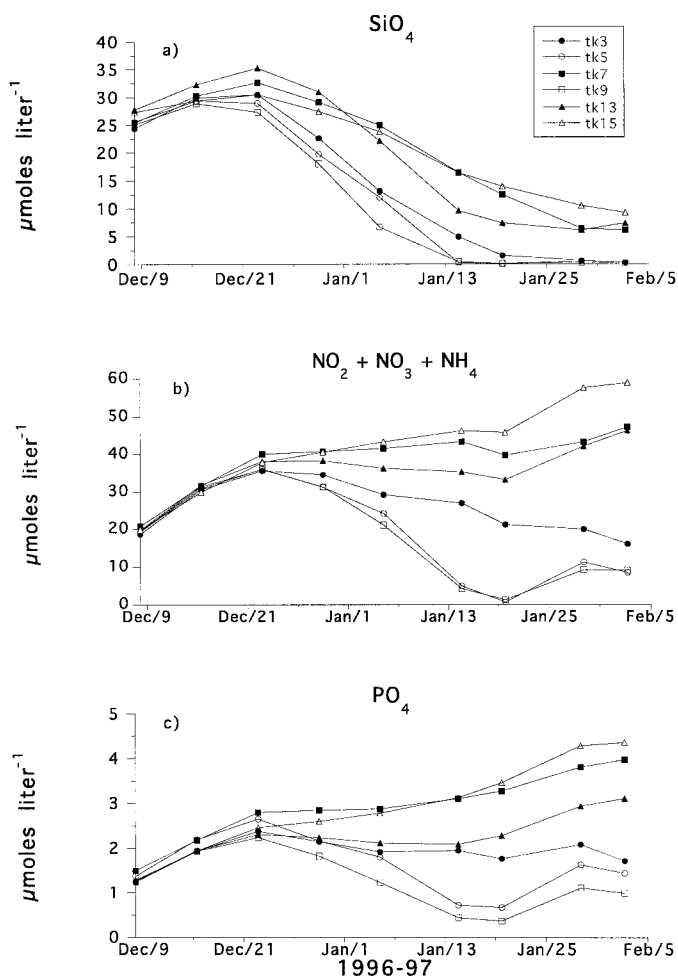 SiO4
a)
tk3
tk5
tk7
tk9
tk13
tk15
40
35
30
25
20
15
10
5
0
µmoles liter-1
Dec/9 Dec/21 Jan/1 Jan/13 Jan/25 Feb/5
NO2 + NO3 + NH4
b)
60
50
40
30
20
10
0
µmoles liter-1
Dec/9 Dec/21 Jan/1 Jan/13 Jan/25 Feb/5
PO4
c)
5
4
3
2
1
0
µmoles liter-1
Dec/9 Dec/21 Jan/1 Jan/13 Jan/25 Feb/5
1996-97